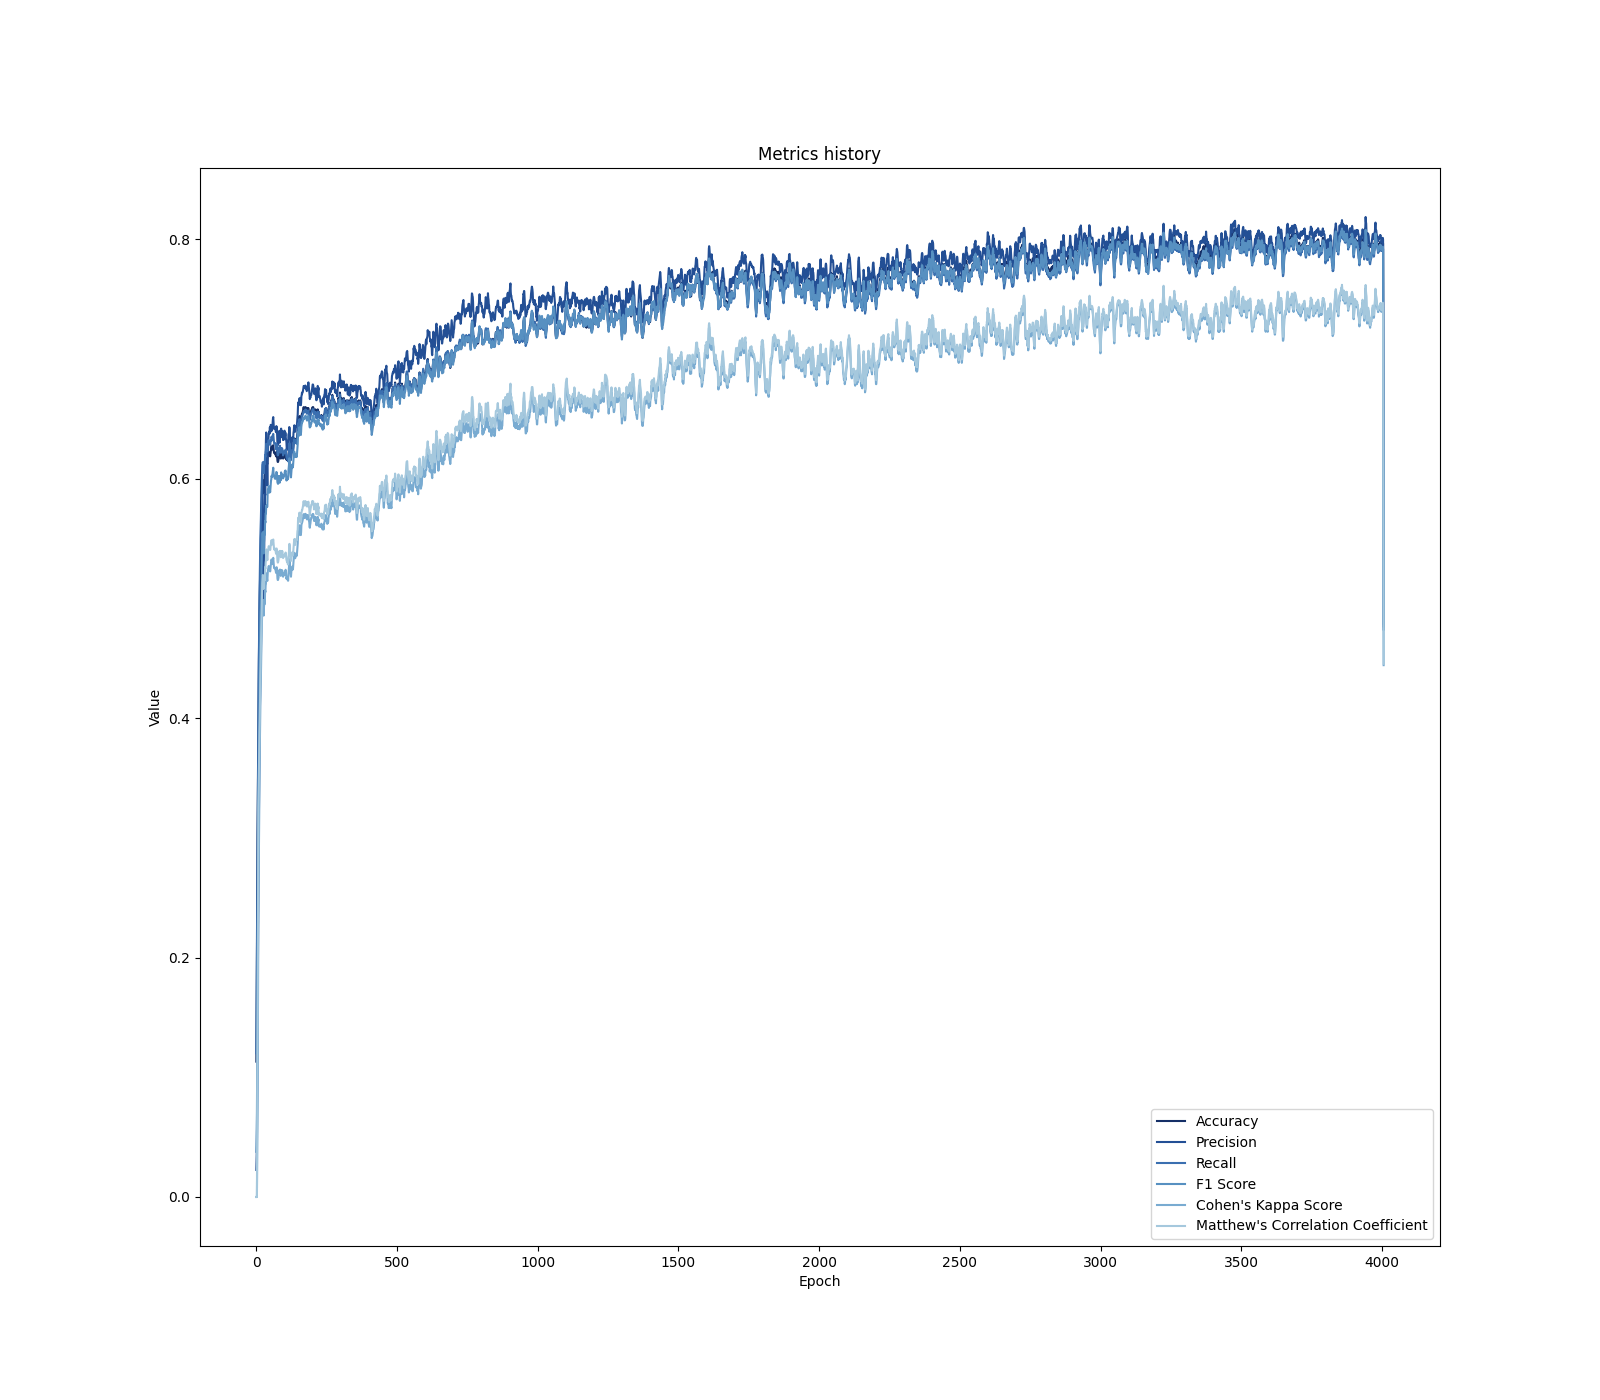 Metrics history
0.8
0.6
0.4
0.2
0.0
Value
0 500 1000 1500 2000 2500 3000 3500 4000
Epoch
Accuracy
Precision
Recall
F1 Score
Cohen's Kappa Score
Matthew's Correlation Coefficient